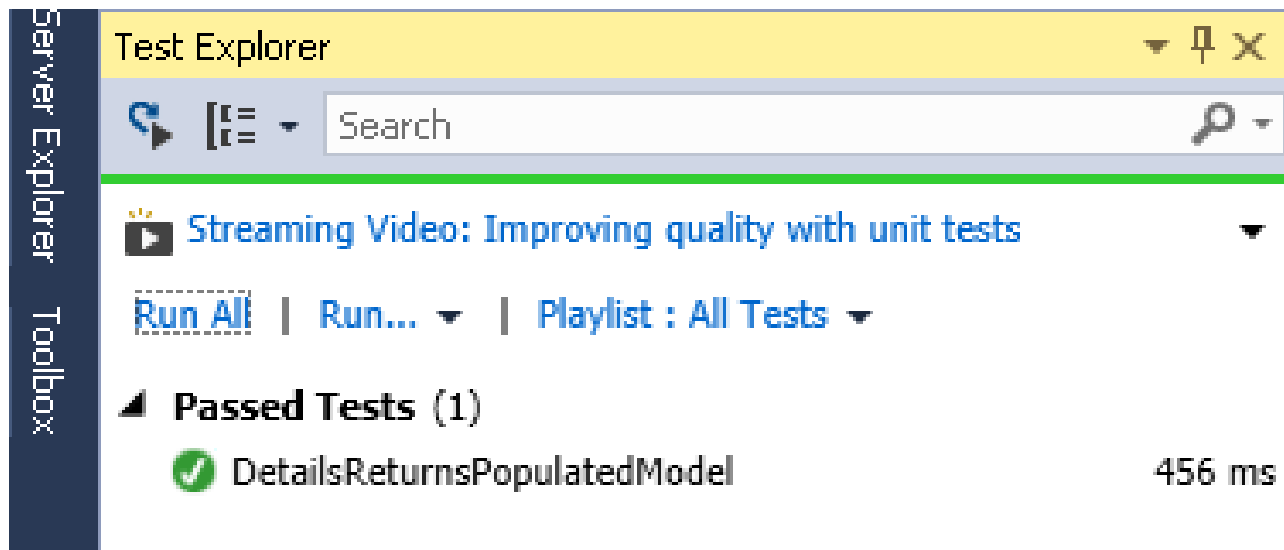 Server Explorer
Toolbox
Test Explorer
Search
Streaming Video: Improving quality with unit tests
Run All | Run... | Playlist : All Tests
Passed Tests (1)
DetailsReturnsPopulatedModel 456 ms